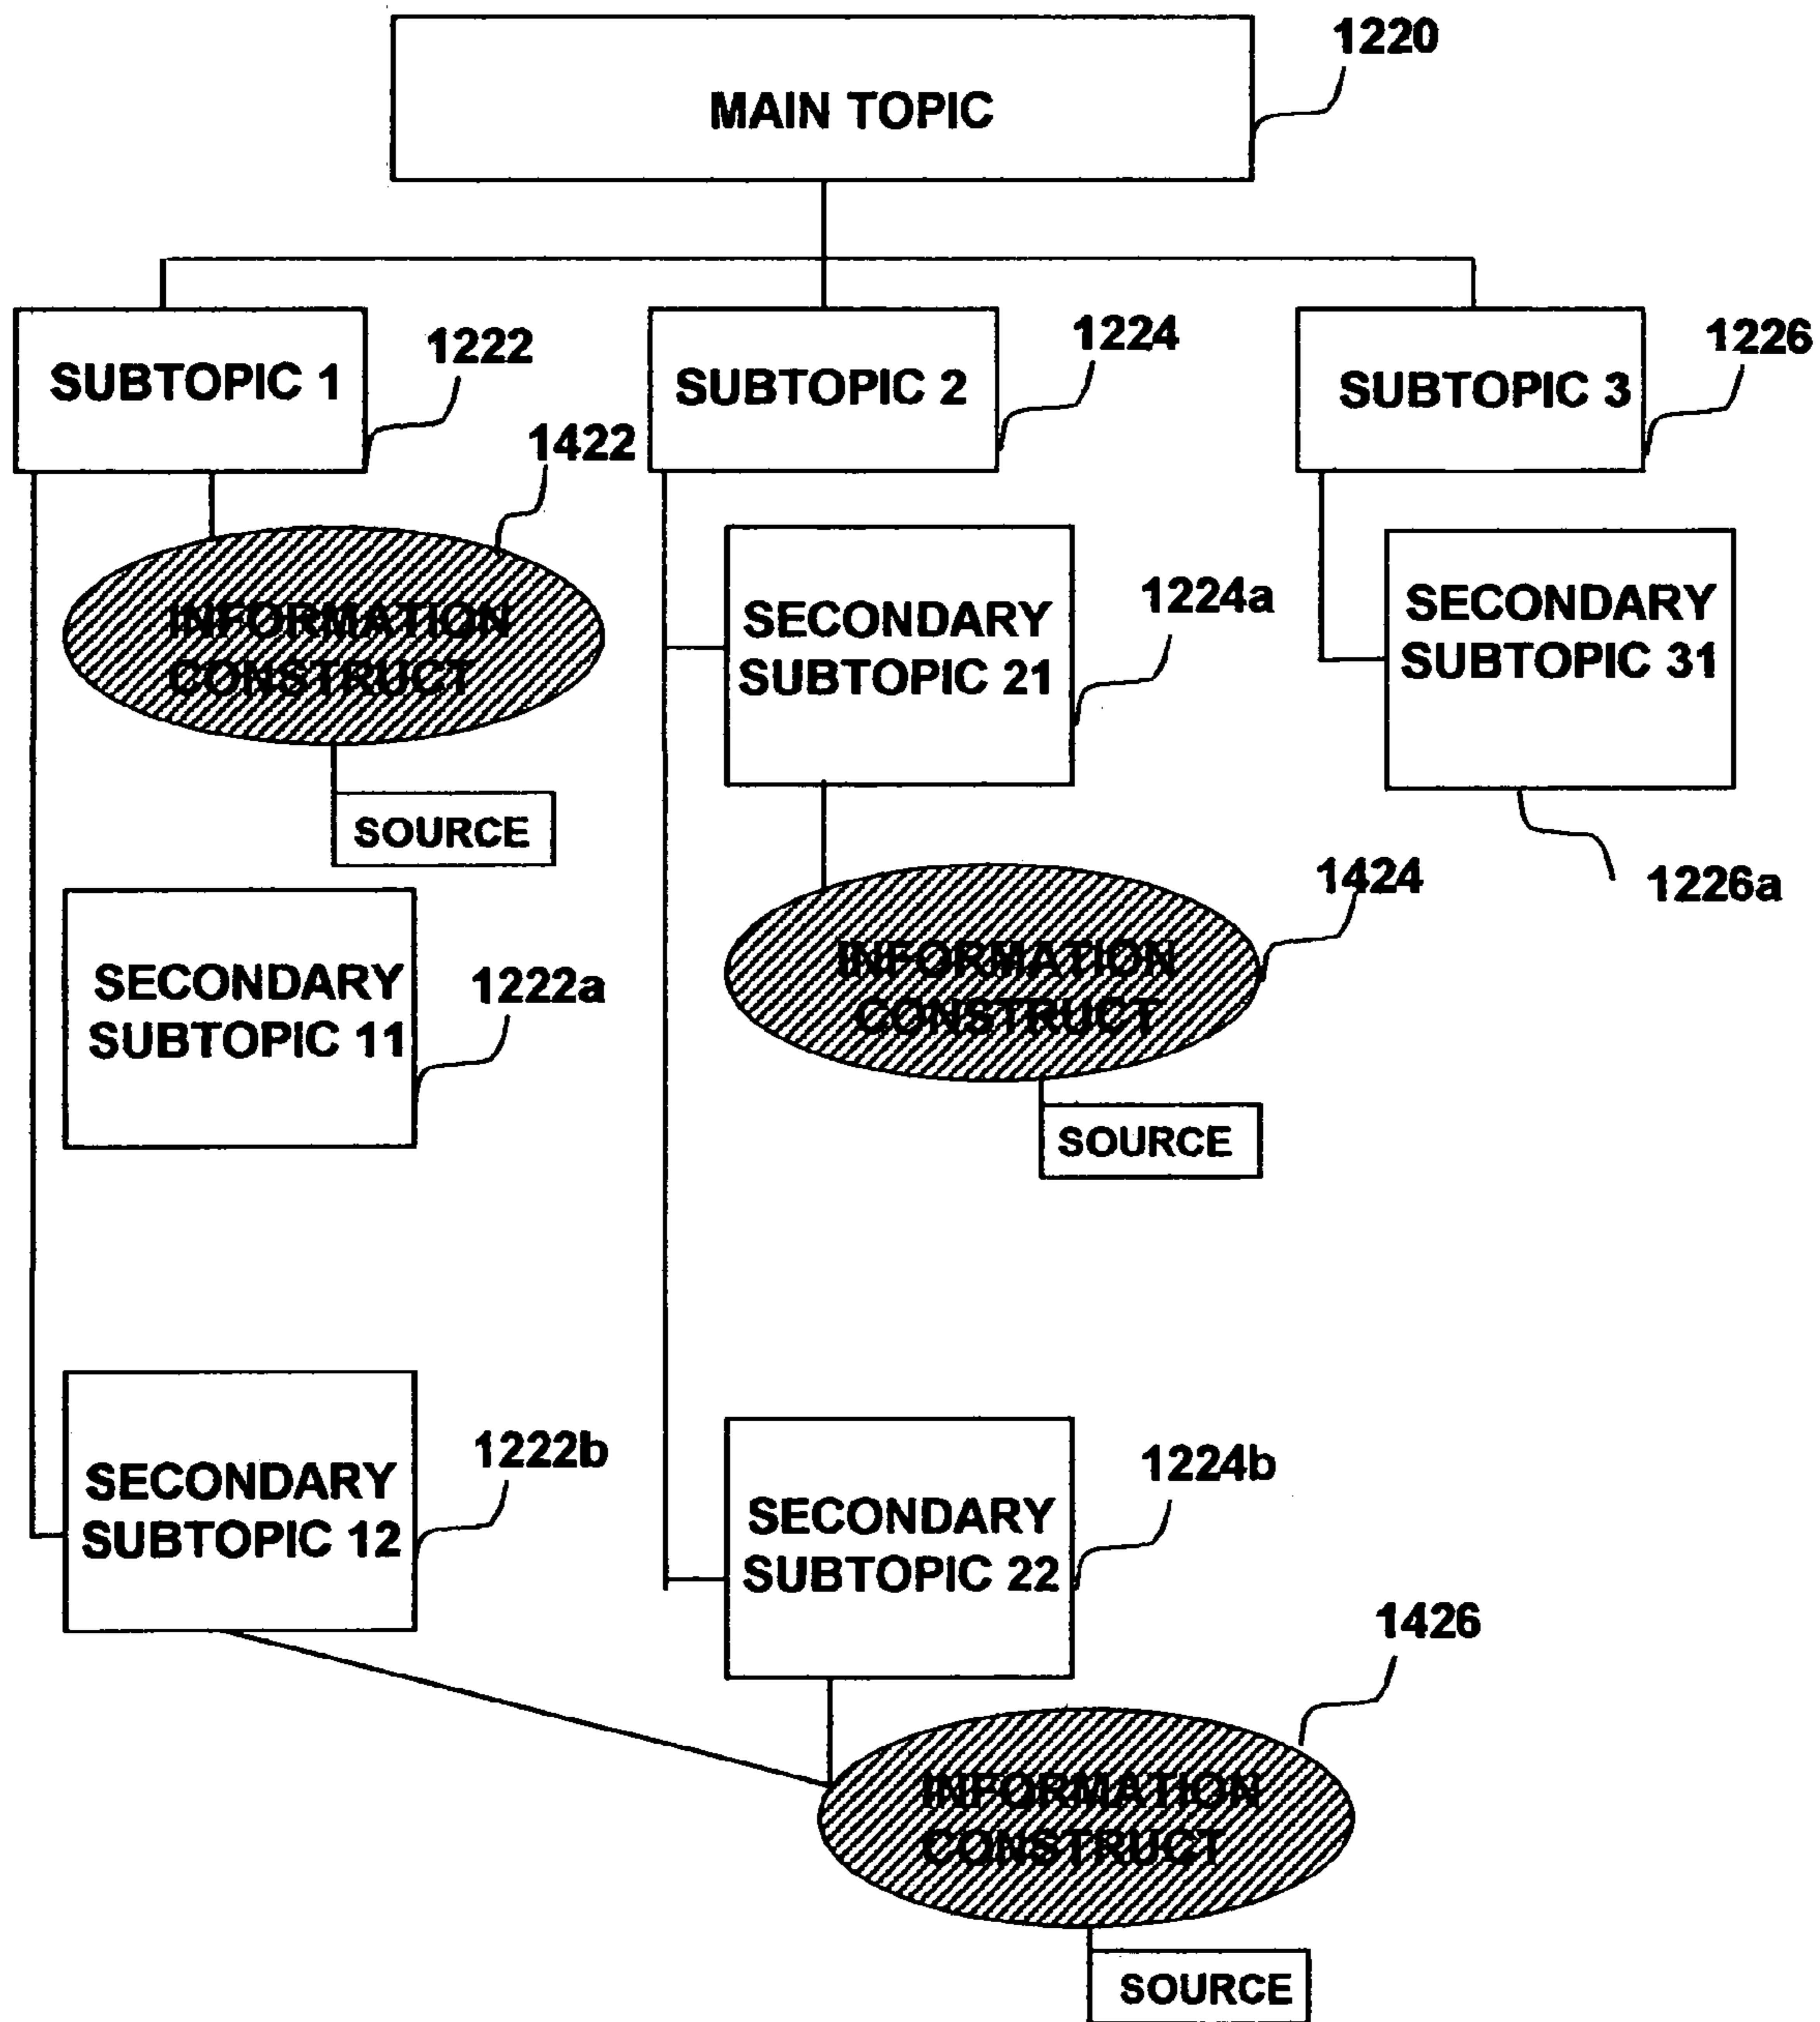 1220
MAIN TOPIC
1222
1224
1226
SUBTOPIC 1
SUBTOPIC 2
SUBTOPIC 3
1422
INFORMATION
CONSTRUCT
SOURCE
SECONDARY
SUBTOPIC 21
1224a
SECONDARY
SUBTOPIC 31
1226a
1424
INFORMATION
CONSTRUCT
SOURCE
SECONDARY
SUBTOPIC 11
1222a
SECONDARY
SUBTOPIC 12
1222b
SECONDARY
SUBTOPIC 22
1224b
1426
INFORMATION
CONSTRUCT
SOURCE